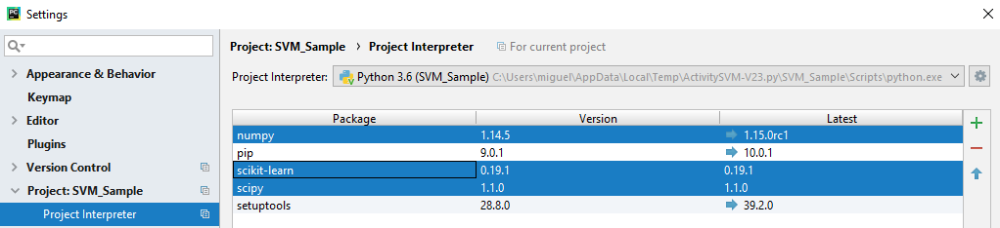 Settings
Project: SVM_Sample › Project Interpreter For current project
Appearance & Behavior
Keymap
Editor
Plugins
Version Control
Project: SVM_Sample
Project Interpreter
Project Interpreter: Python 3.6 (SVM_Sample) C:\Users\miguel\AppData\Local\Temp\ActivitySVM-V23.py\SVM_Sample\Scripts\python.exe
Package Version Latest
numpy 1.14.5 1.15.0rc1
pip 9.0.1 10.0.1
scikit-learn 0.19.1 0.19.1
scipy 1.1.0 1.1.0
setuptools 28.8.0 39.2.0